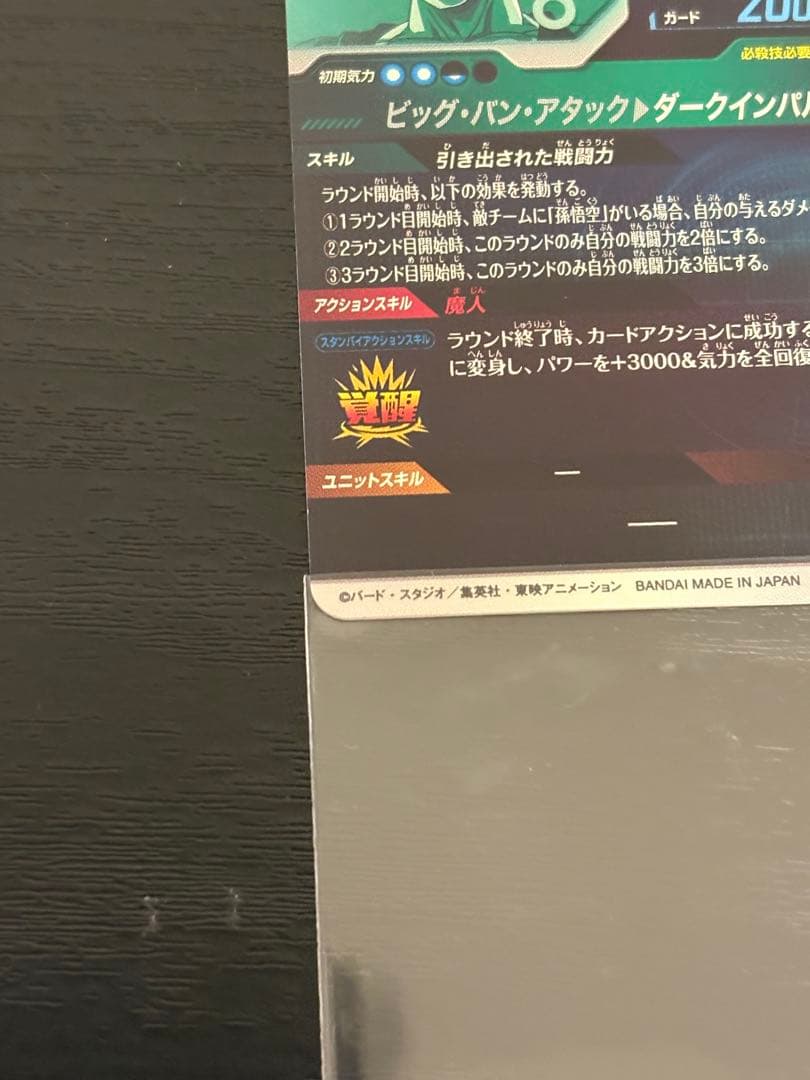 ガード 200
必殺技必要
初期気力
ビッグ・バン・アタック▶ダークインパル
スキル 引き出された戦闘力
ラウンド開始時、以下の効果を発動する。
①1ラウンド目開始時、敵チームに「孫悟空」がいる場合、自分の与えるダメ
②2ラウンド目開始時、このラウンドのみ自分の戦闘力を2倍にする。
③3ラウンド目開始時、このラウンドのみ自分の戦闘力を3倍にする。
アクションスキル 魔人
スタンバイアクションスキル ラウンド終了時、カードアクションに成功する
に変身し、パワーを+3000&気力を全回復
覚醒
ユニットスキル —
—
©バード・スタジオ/集英社・東映アニメーション BANDAI MADE IN JAPAN